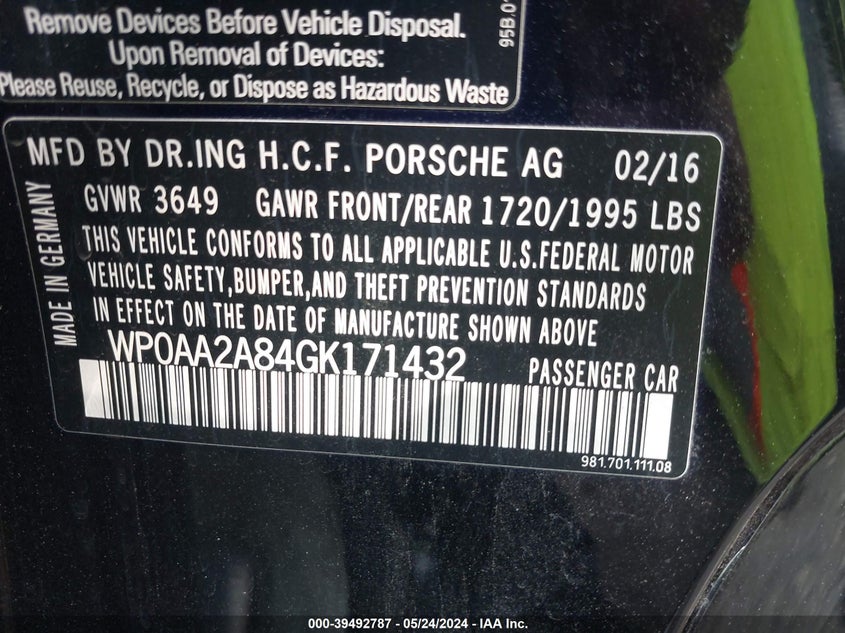 Remove Devices Before Vehicle Disposal.
Upon Removal of Devices:
Please Reuse, Recycle, or Dispose as Hazardous Waste
95B.0
MFD BY DR.ING H.C.F. PORSCHE AG 02/16
GVWR 3649 GAWR FRONT/REAR 1720/1995 LBS
THIS VEHICLE CONFORMS TO ALL APPLICABLE U.S.FEDERAL MOTOR
VEHICLE SAFETY,BUMPER,AND THEFT PREVENTION STANDARDS
IN EFFECT ON THE DATE OF MANUFACTURE SHOWN ABOVE
MADE IN GERMANY
WP0AA2A84GK171432 PASSENGER CAR
981.701.111.08
000-39492787 - 05/24/2024 - IAA Inc.